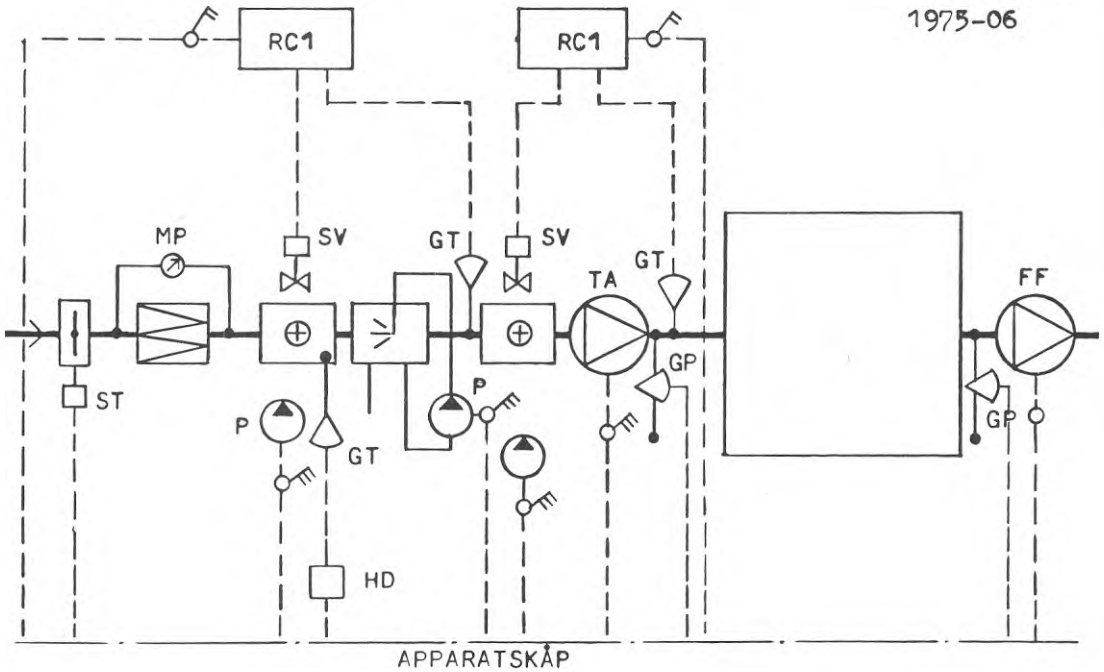 1975-06
RC1
RC1
MP
SV
GT
SV
TA
GT
FF
ST
P
GT
P
GP
GP
HD
APPARATSKÅP